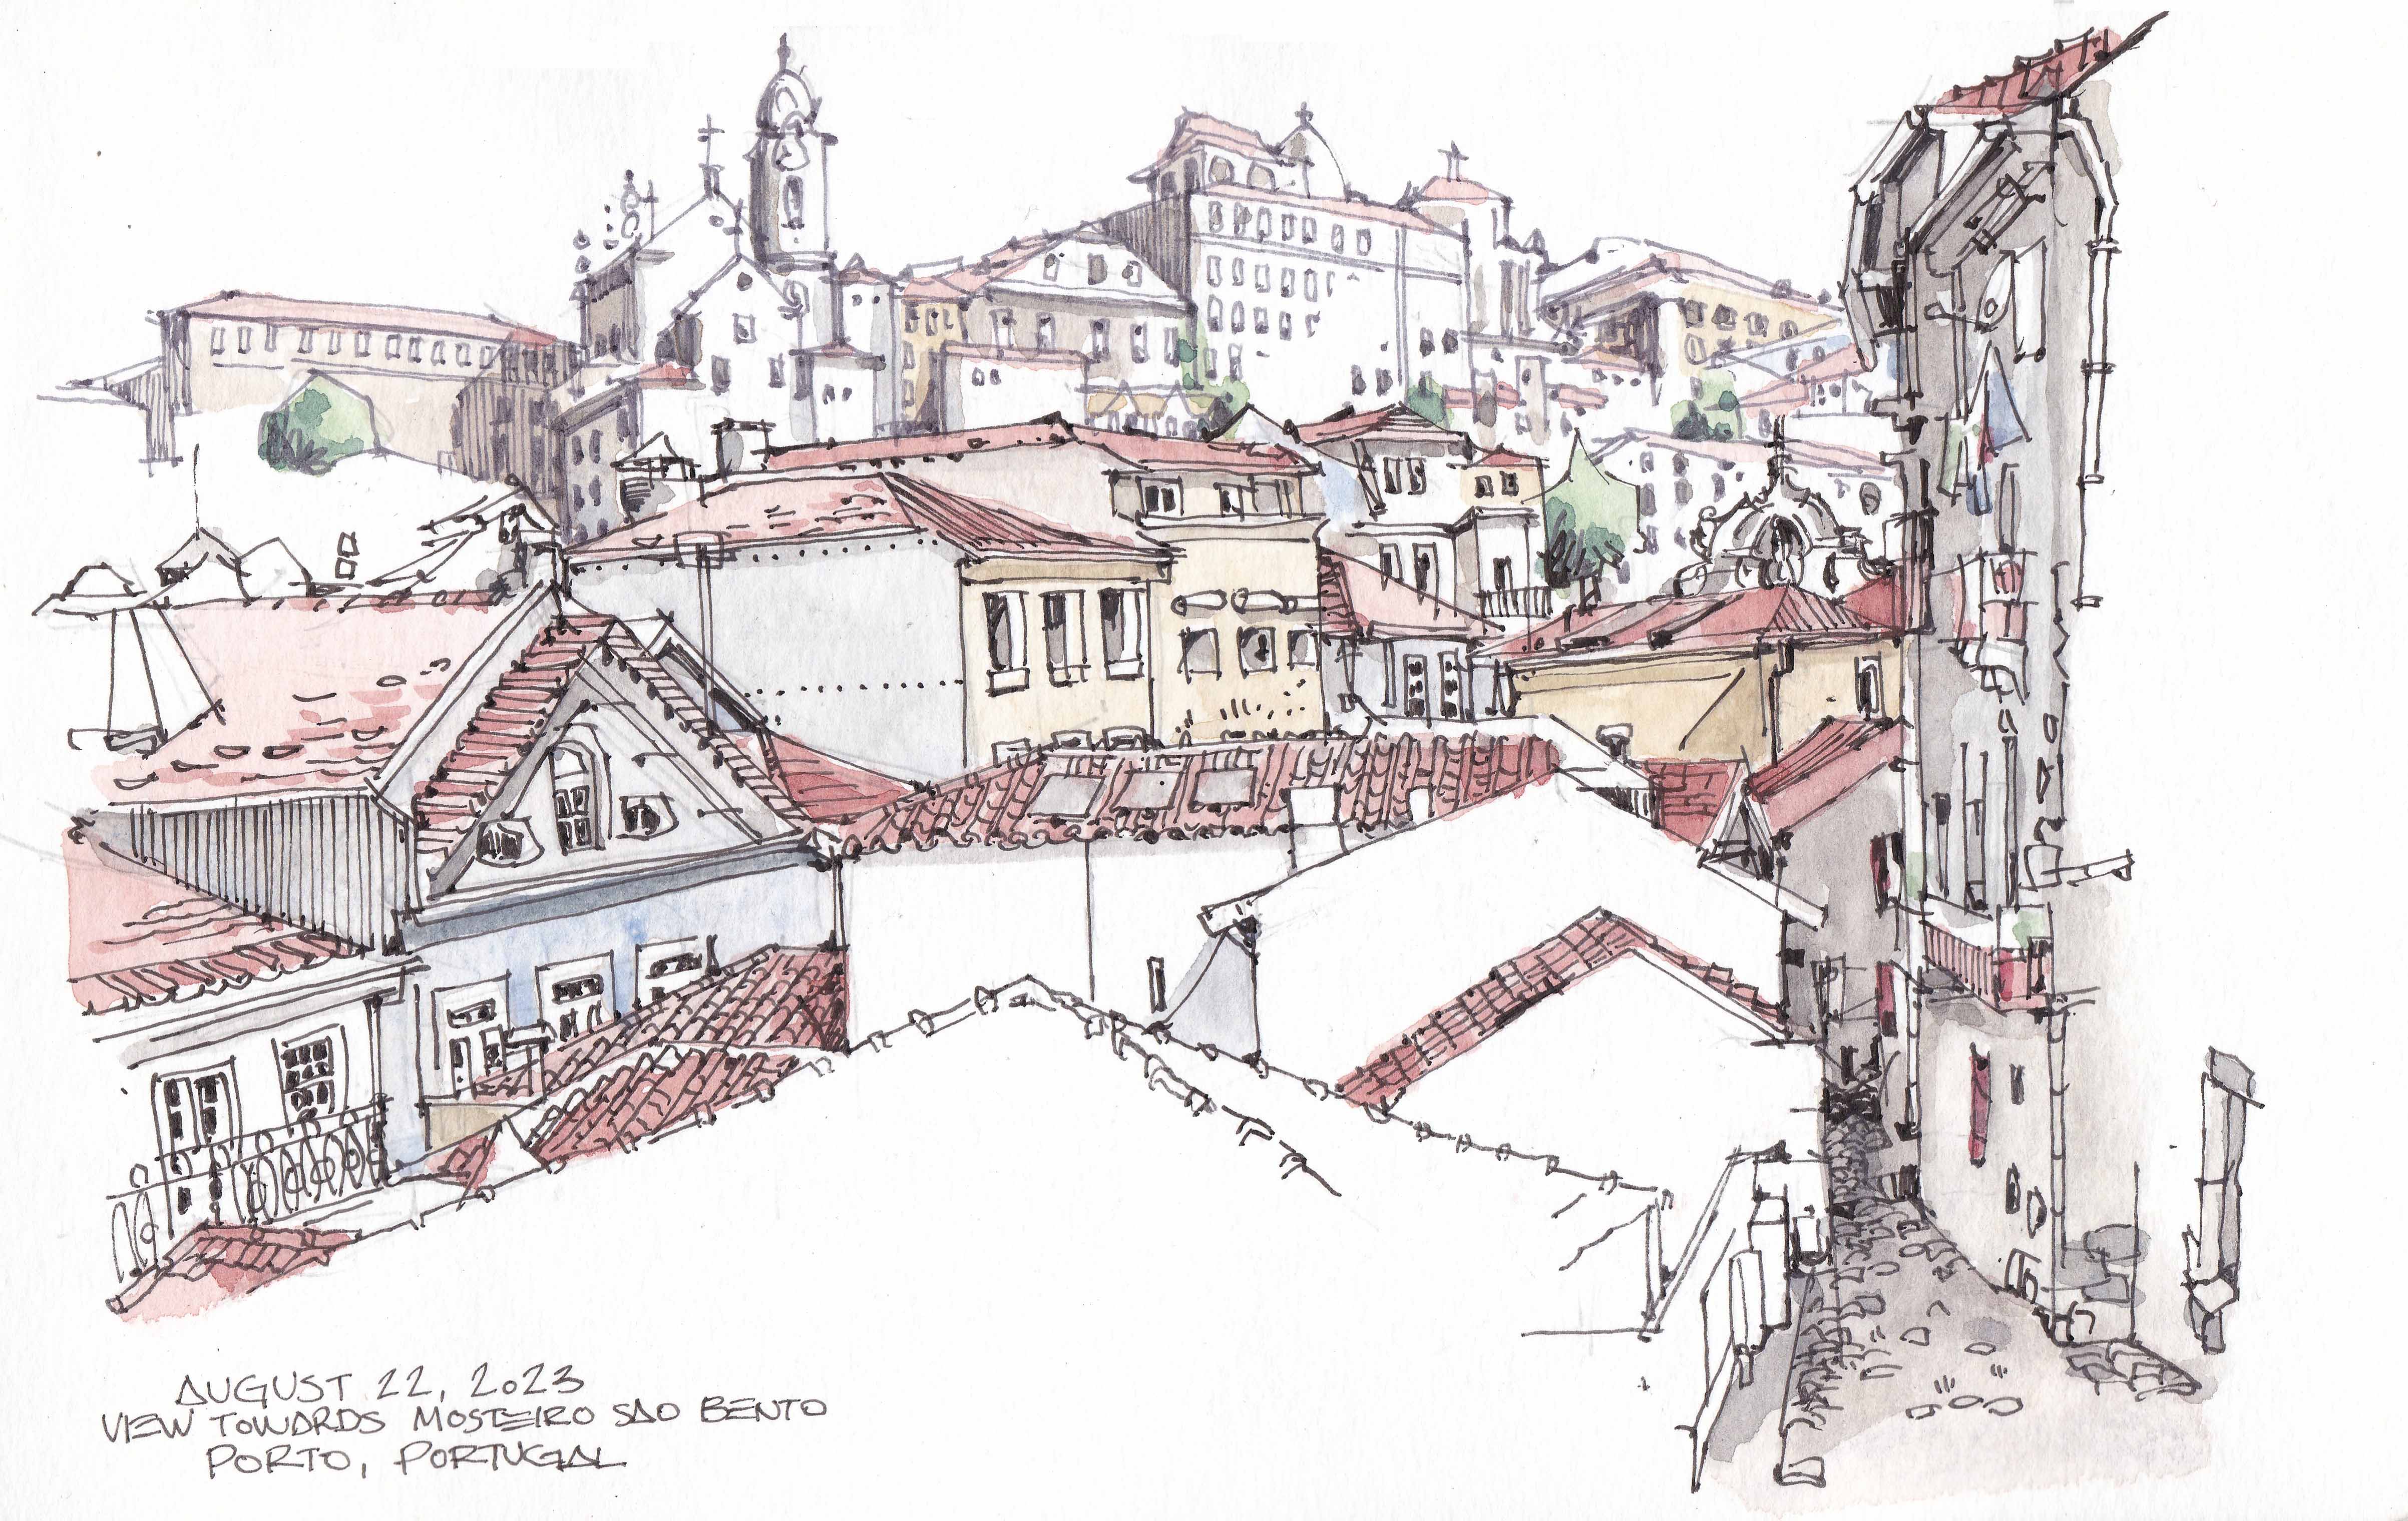 AUGUST 22, 2023
VIEW TOWARDS MOSTEIRO SAO BENTO
PORTO, PORTUGAL